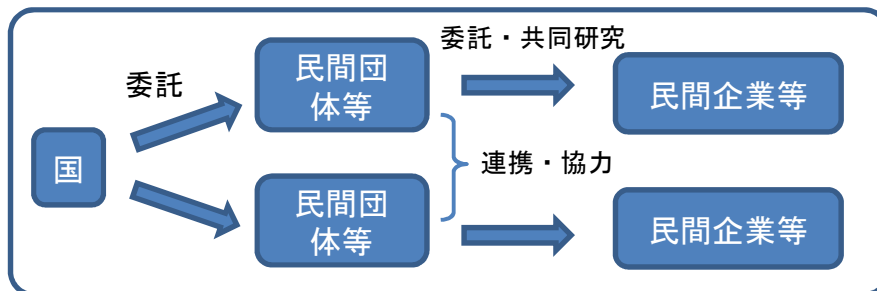 委託・共同研究
民間団
体等
委託
民間企業等
国
連携・協力
民間団
体等
民間企業等